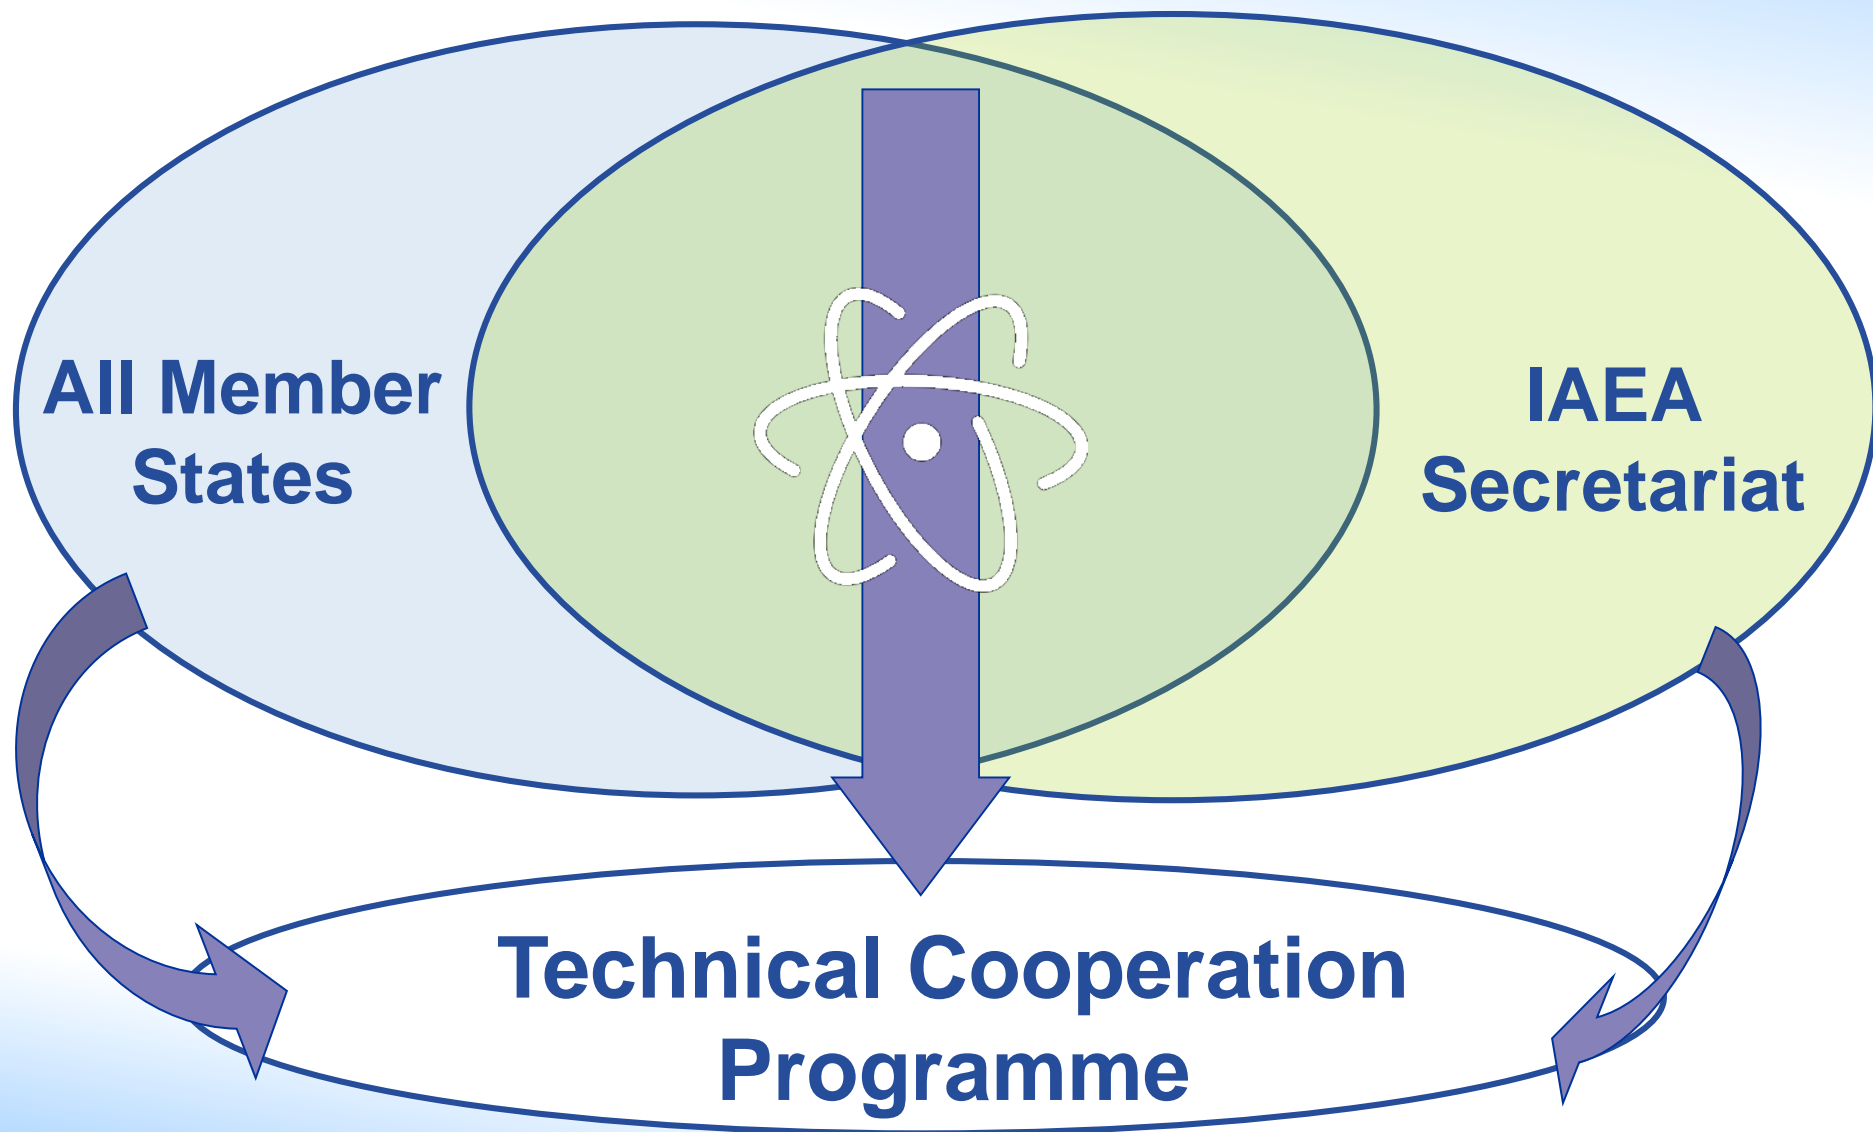 All Member
States
IAEA
Secretariat
Technical Cooperation
Programme